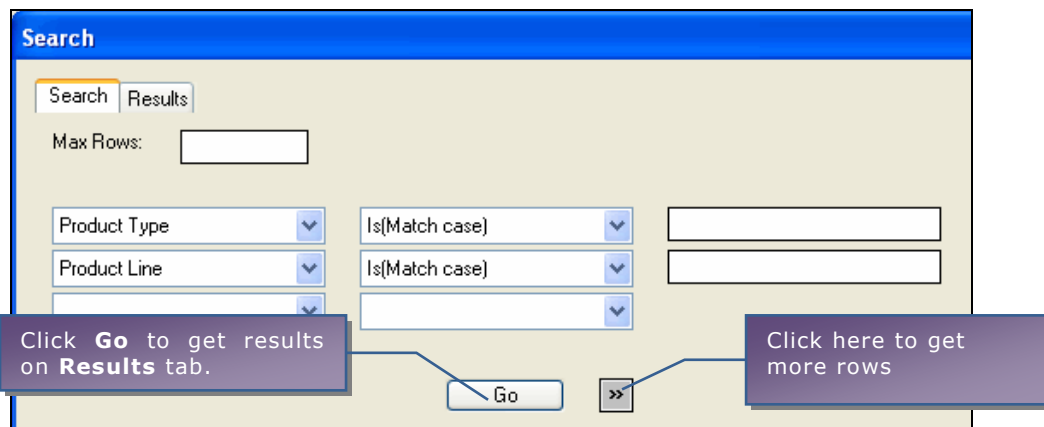 Search
Search Results
Max Rows:
Product Type Is(Match case)
Product Line Is(Match case)
Click Go to get results
on Results tab.
Click here to get
more rows
Go »